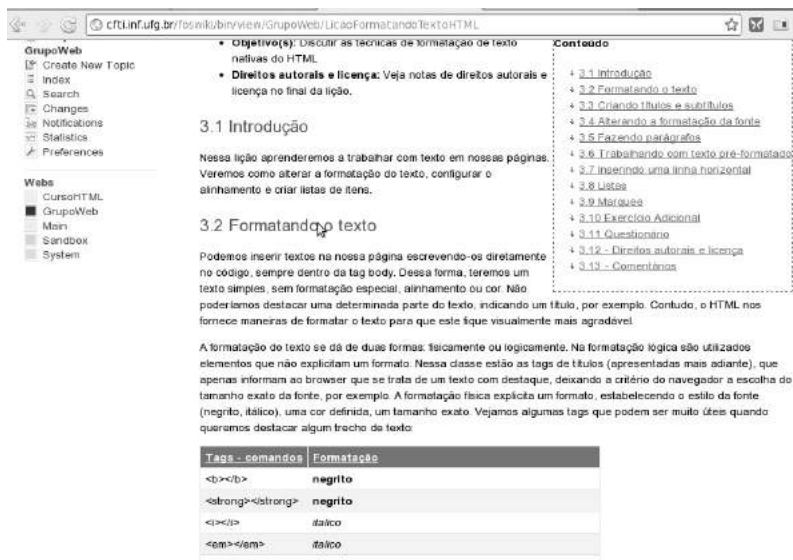 cfti.inf.ufg.br/foswiki/bin/view/GrupoWeb/LicaoFormatandoTextoHTML
GrupoWeb
Create New Topic
Index
Search
Changes
Notifications
Statistics
Preferences
Webs
CursoHTML
GrupoWeb
Main
Sandbox
System
• Objetivo(s): Discutir as técnicas de formatação de texto
nativas do HTML
• Direitos autorais e licença: Veja notas de direitos autorais e
licença no final da lição.
Conteúdo
↓ 3.1 Introdução
↓ 3.2 Formatando o texto
↓ 3.3 Criando títulos e subtítulos
↓ 3.4 Alterando a formatação da fonte
↓ 3.5 Fazendo parágrafos
↓ 3.6 Trabalhando com texto pré-formatado
↓ 3.7 Inserindo uma linha horizontal
↓ 3.8 Listas
↓ 3.9 Marquee
↓ 3.10 Exercício Adicional
↓ 3.11 Questionário
↓ 3.12 - Direitos autorais e licença
↓ 3.13 - Comentários
3.1 Introdução
Nessa lição aprenderemos a trabalhar com texto em nossas páginas.
Veremos como alterar a formatação do texto, configurar o
alinhamento e criar listas de itens.
3.2 Formatando o texto
Podemos inserir textos na nossa página escrevendo-os diretamente
no código, sempre dentro da tag body. Dessa forma, teremos um
texto simples, sem formatação especial, alinhamento ou cor. Não
poderíamos destacar uma determinada parte do texto, indicando um título, por exemplo. Contudo, o HTML nos
fornece maneiras de formatar o texto para que este fique visualmente mais agradável.
A formatação do texto se dá de duas formas: fisicamente ou logicamente. Na formatação lógica são utilizados
elementos que não explicitam um formato. Nessa classe estão as tags de títulos (apresentadas mais adiante), que
apenas informam ao browser que se trata de um texto com destaque, deixando a critério do navegador a escolha do
tamanho exato da fonte, por exemplo. A formatação física explicita um formato, estabelecendo o estilo da fonte
(negrito, itálico), uma cor definida, um tamanho exato. Vejamos algumas tags que podem ser muito úteis quando
queremos destacar algum trecho de texto:
Tags - comandos Formatação
<b></b> negrito
<strong></strong> negrito
<i></i> italico
<em></em> italico